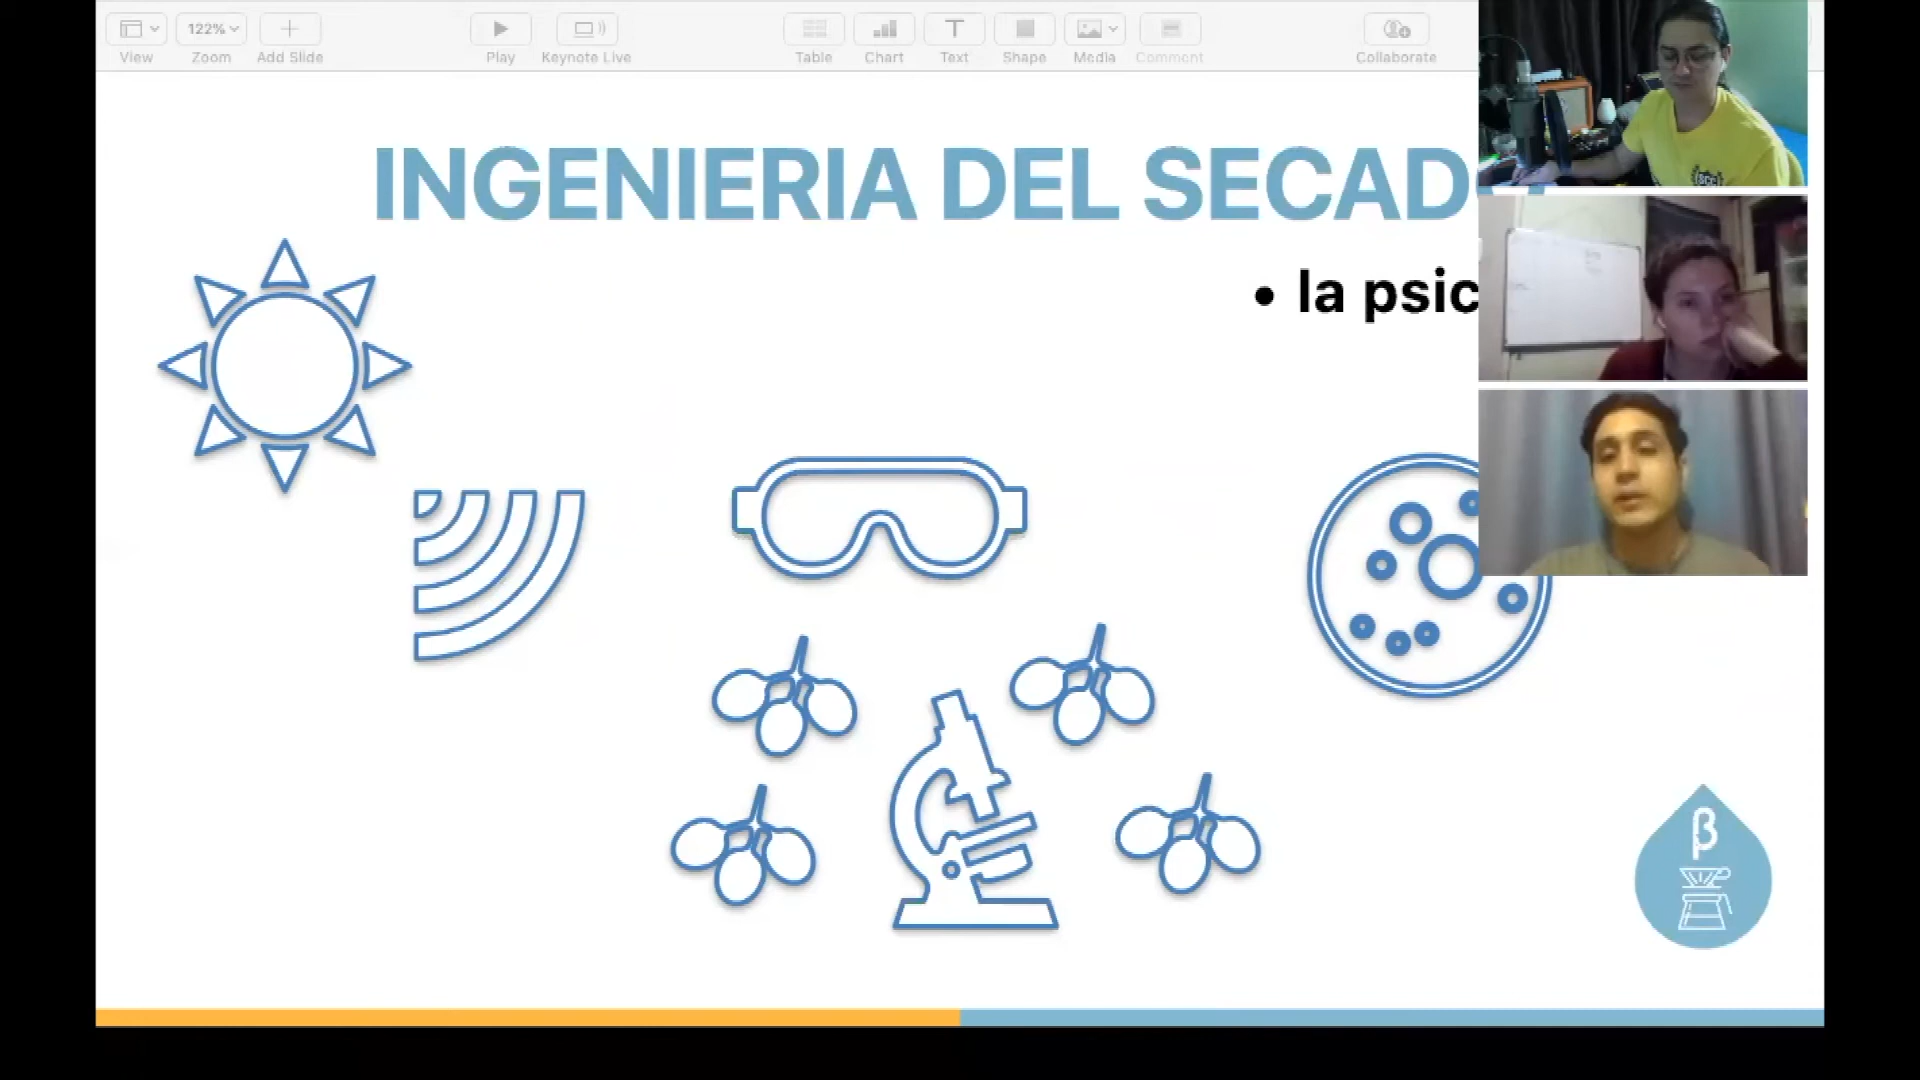 View
122%
Zoom
Add Slide
Play
Keynote Live
Table
Chart
Text
Shape
Media
Comment
Collaborate
INGENIERIA DEL SECAD
• la psic
β